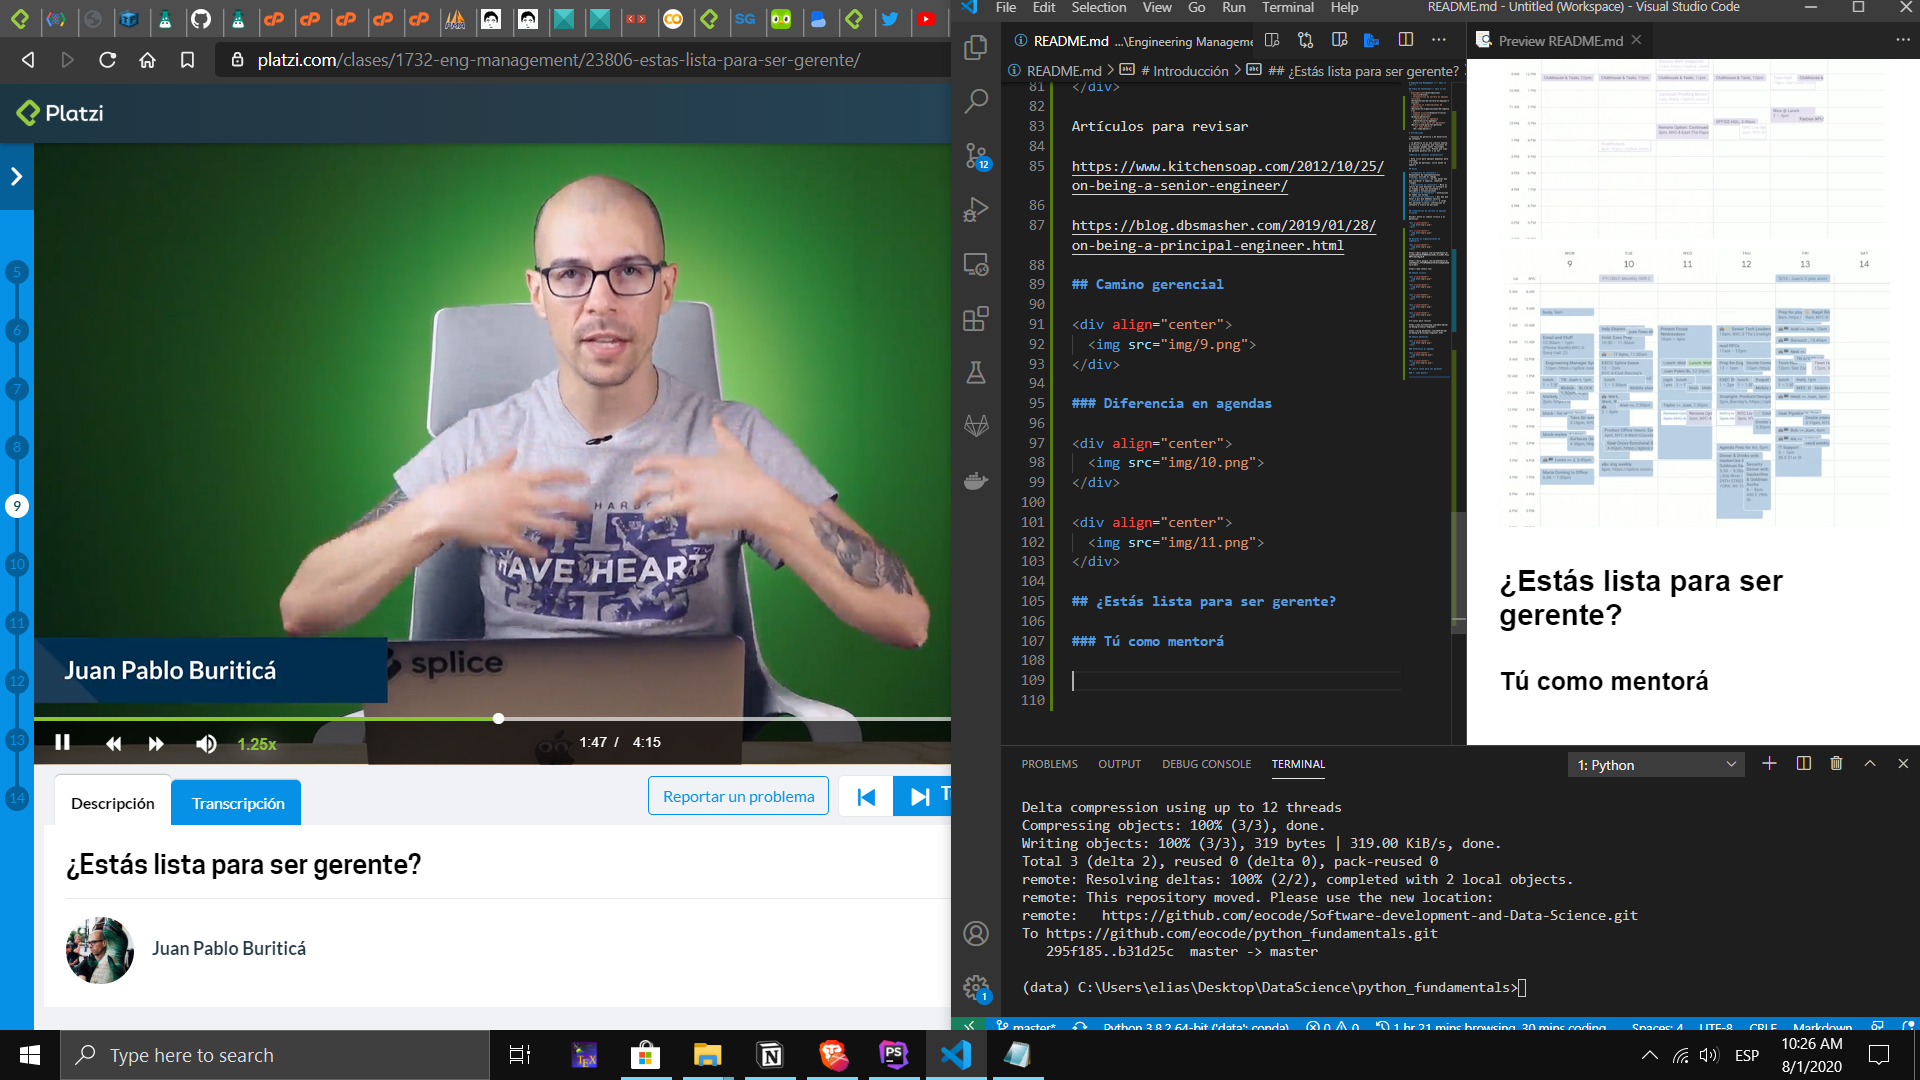 platzi.com/clases/1732-eng-management/23806-estas-lista-para-ser-gerente/
Platzi
5
6
7
8
9
10
11
12
13
14
HAVE HEART
splice
Juan Pablo Buriticá
1.25x
1:47 / 4:15
Descripción
Transcripción
Reportar un problema
¿Estás lista para ser gerente?
Juan Pablo Buriticá
File Edit Selection View Go Run Terminal Help
README.md - Untitled (Workspace) - Visual Studio Code
README.md ...\Engineering Manageme
Preview README.md
README.md > # Introducción > ## ¿Estás lista para ser gerente?
81 </div>
82
83 Artículos para revisar
84
85 https://www.kitchensoap.com/2012/10/25/
on-being-a-senior-engineer/
86
87 https://blog.dbsmasher.com/2019/01/28/
on-being-a-principal-engineer.html
88
89 ## Camino gerencial
90
91 <div align="center">
92 <img src="img/9.png">
93 </div>
94
95 ### Diferencia en agendas
96
97 <div align="center">
98 <img src="img/10.png">
99 </div>
100
101 <div align="center">
102 <img src="img/11.png">
103 </div>
104
105 ## ¿Estás lista para ser gerente?
106
107 ### Tú como mentorá
108
109
110
12
1
MON TUE WED THU FRI SAT
9 10 11 12 13 14
¿Estás lista para ser
gerente?
Tú como mentorá
PROBLEMS OUTPUT DEBUG CONSOLE TERMINAL
1: Python
Delta compression using up to 12 threads
Compressing objects: 100% (3/3), done.
Writing objects: 100% (3/3), 319 bytes | 319.00 KiB/s, done.
Total 3 (delta 2), reused 0 (delta 0), pack-reused 0
remote: Resolving deltas: 100% (2/2), completed with 2 local objects.
remote: This repository moved. Please use the new location:
remote: https://github.com/eocode/Software-development-and-Data-Science.git
To https://github.com/eocode/python_fundamentals.git
295f185..b31d25c master -> master
(data) C:\Users\elias\Desktop\DataScience\python_fundamentals>
master* Python 3.8.2 64-bit ('data': conda) 0 0 1 hr 21 mins browsing, 30 mins coding Spaces: 4 UTF-8 CRLF Markdown
Type here to search
ESP
10:26 AM
8/1/2020